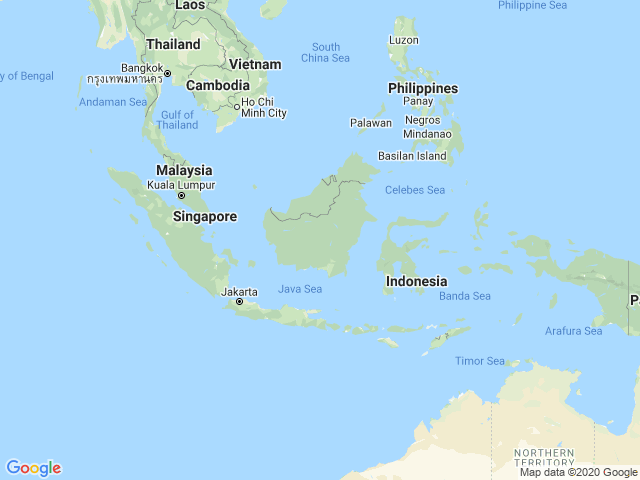 Laos
Philippine Sea
Luzon
Thailand
South
China Sea
Vietnam
Bangkok
กรุงเทพมหานคร
y of Bengal
Cambodia
Philippines
Panay
Andaman Sea
Ho Chi
Minh City
Gulf of
Thailand
Palawan
Negros
Mindanao
Basilan Island
Malaysia
Kuala Lumpur
Celebes Sea
Singapore
Indonesia
Java Sea
Jakarta
Banda Sea
Pa
Arafura Sea
Timor Sea
NORTHERN
TERRITORY
Google
Map data ©2020 Google